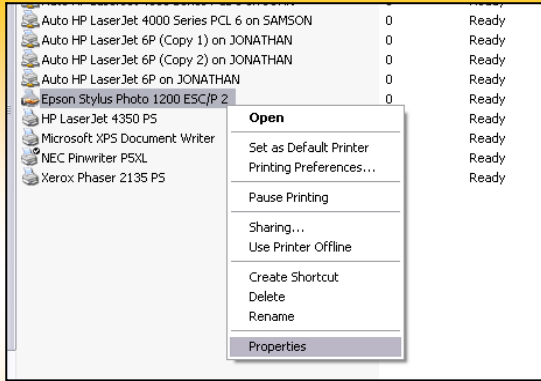 Auto HP LaserJet 4000 Series PCL 6 on SAMSON 0 Ready
Auto HP LaserJet 6P (Copy 1) on JONATHAN 0 Ready
Auto HP LaserJet 6P (Copy 2) on JONATHAN 0 Ready
Auto HP LaserJet 6P on JONATHAN 0 Ready
Epson Stylus Photo 1200 ESC/P 2 0 Ready
HP LaserJet 4350 PS Ready
Microsoft XPS Document Writer Ready
NEC Pinwriter P5XL Ready
Xerox Phaser 2135 PS Ready
Open
Set as Default Printer
Printing Preferences...
Pause Printing
Sharing...
Use Printer Offline
Create Shortcut
Delete
Rename
Properties